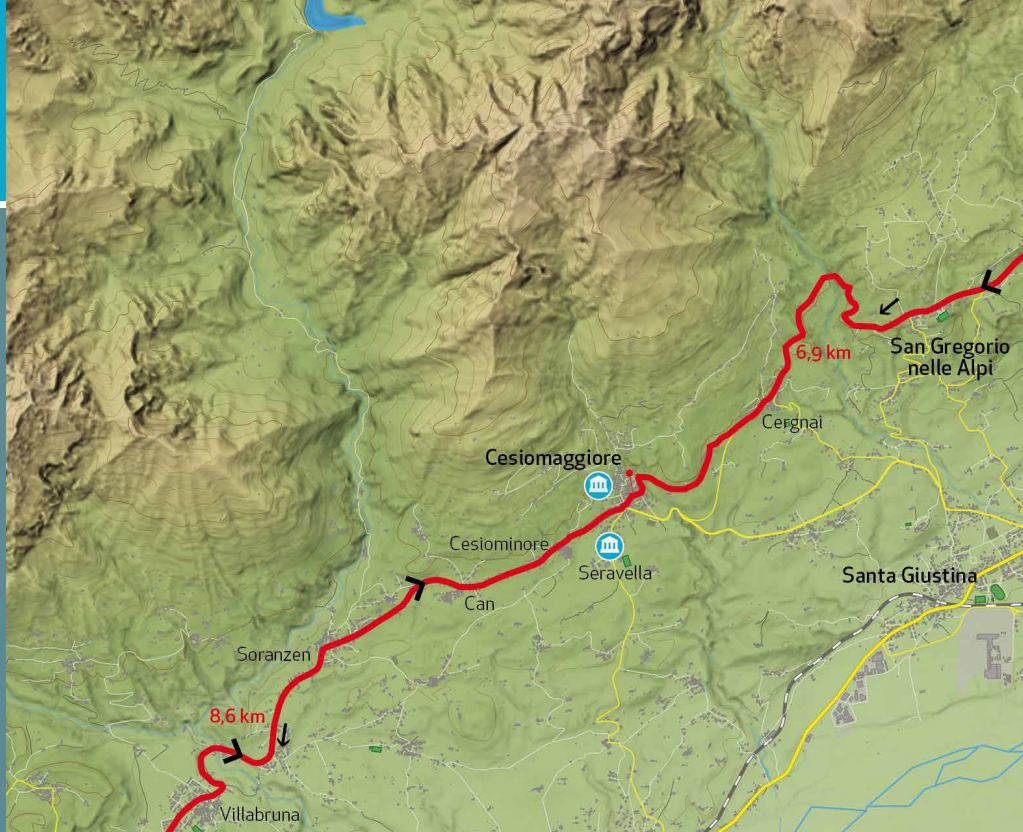 San Gregorio
nelle Alpi
6,9 km
Cergnai
Cesiomaggiore
Cesiominore
Seravella
Santa Giustina
Can
Soranzen
8,6 km
Villabruna